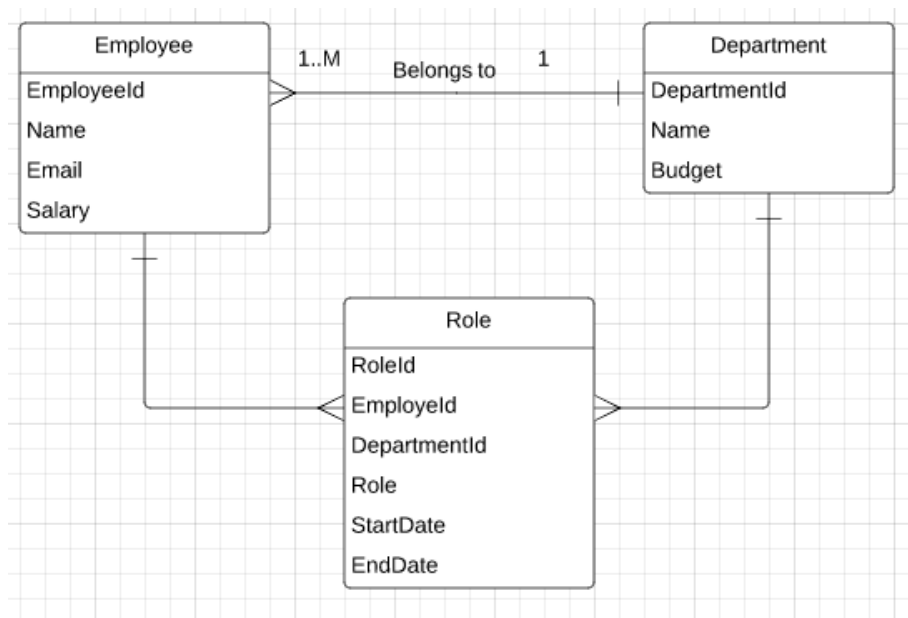 Employee
EmployeeId
Name
Email
Salary
1..M
Belongs to
1
Department
DepartmentId
Name
Budget
Role
RoleId
EmployeId
DepartmentId
Role
StartDate
EndDate